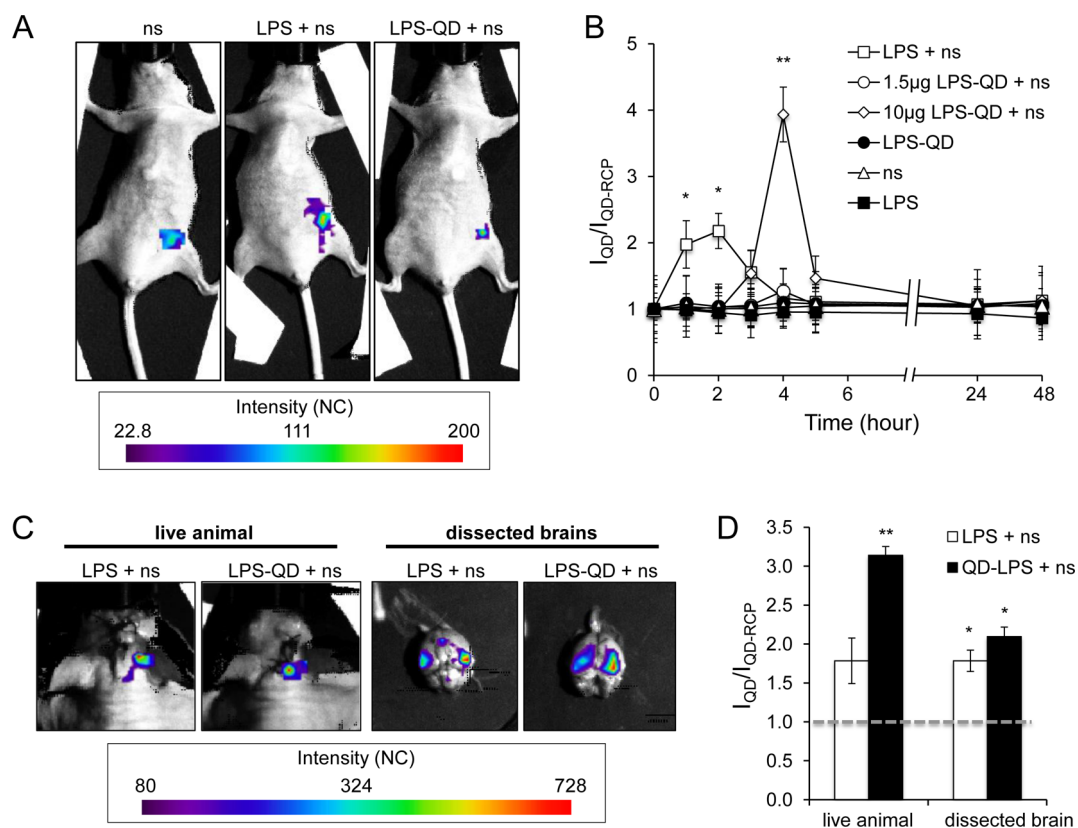 A
ns
LPS + ns
LPS-QD + ns
Intensity (NC)
22.8 111 200
B
5
4
3
2
1
0
I_QD/I_QD-RCP
*
*
**
LPS + ns
1.5µg LPS-QD + ns
10µg LPS-QD + ns
LPS-QD
ns
LPS
0 2 4 6 24 48
Time (hour)
C
live animal
dissected brains
LPS + ns
LPS-QD + ns
LPS + ns
LPS-QD + ns
Intensity (NC)
80 324 728
D
3.5
3.0
2.5
2.0
1.5
1.0
0.5
0.0
I_QD/I_QD-RCP
**
*
*
LPS + ns
QD-LPS + ns
live animal
dissected brain